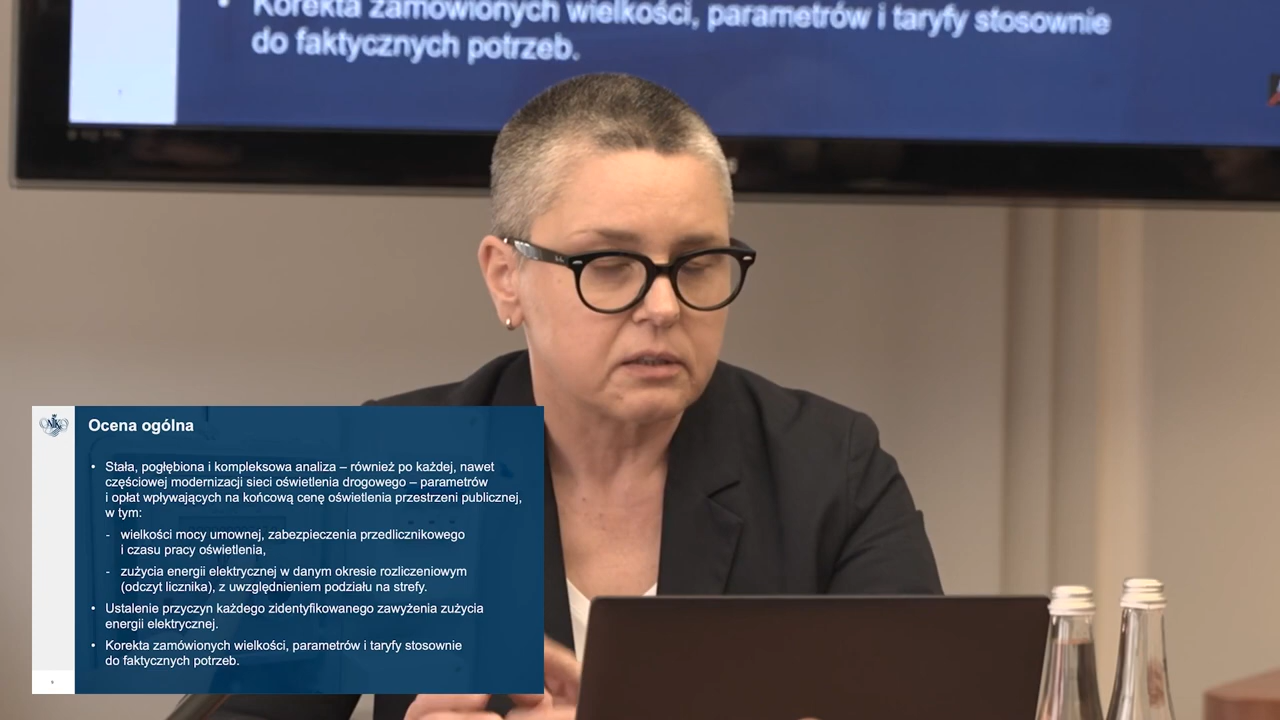 Korekta zamówionych wielkości, parametrów i taryfy stosownie
do faktycznych potrzeb.
NIK
Ocena ogólna
• Stała, pogłębiona i kompleksowa analiza – również po każdej, nawet
częściowej modernizacji sieci oświetlenia drogowego – parametrów
i opłat wpływających na końcową cenę oświetlenia przestrzeni publicznej,
w tym:
- wielkości mocy umownej, zabezpieczenia przedlicznikowego
i czasu pracy oświetlenia,
- zużycia energii elektrycznej w danym okresie rozliczeniowym
(odczyt licznika), z uwzględnieniem podziału na strefy.
• Ustalenie przyczyn każdego zidentyfikowanego zawyżenia zużycia
energii elektrycznej.
• Korekta zamówionych wielkości, parametrów i taryfy stosownie
do faktycznych potrzeb.